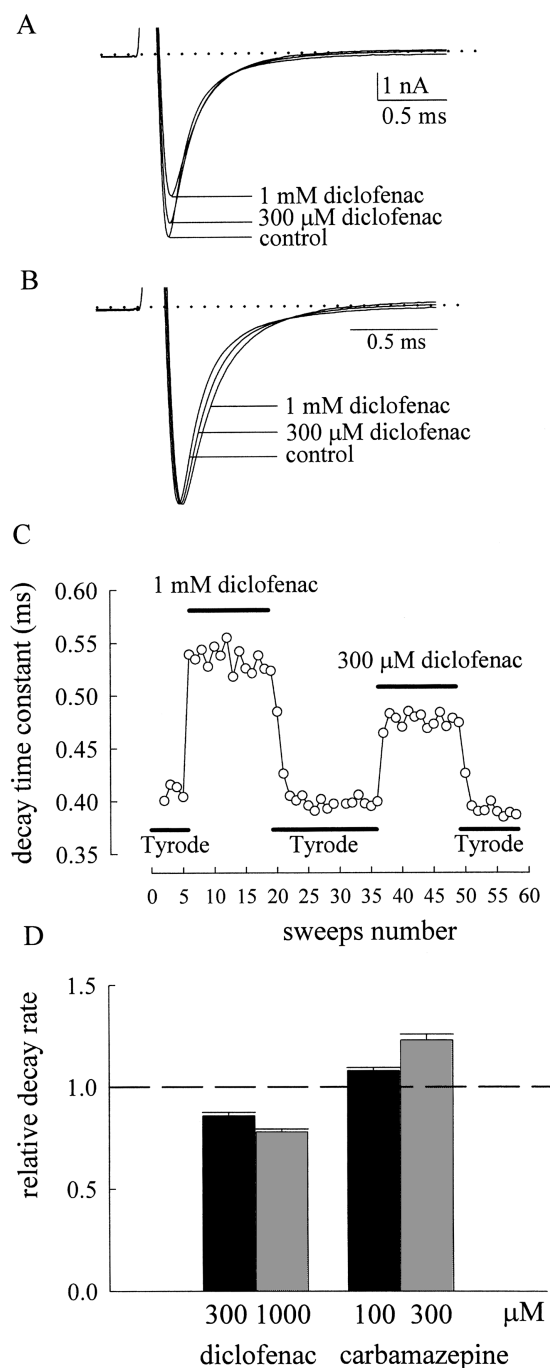 A
1 nA
0.5 ms
1 mM diclofenac
300 μM diclofenac
control
B
0.5 ms
1 mM diclofenac
300 μM diclofenac
control
C
decay time constant (ms)
0.60
0.55
0.50
0.45
0.40
0.35
1 mM diclofenac
300 μM diclofenac
Tyrode
Tyrode
Tyrode
0 5 10 15 20 25 30 35 40 45 50 55 60
sweeps number
D
relative decay rate
1.5
1.0
0.5
0.0
300 1000 100 300 μM
diclofenac carbamazepine